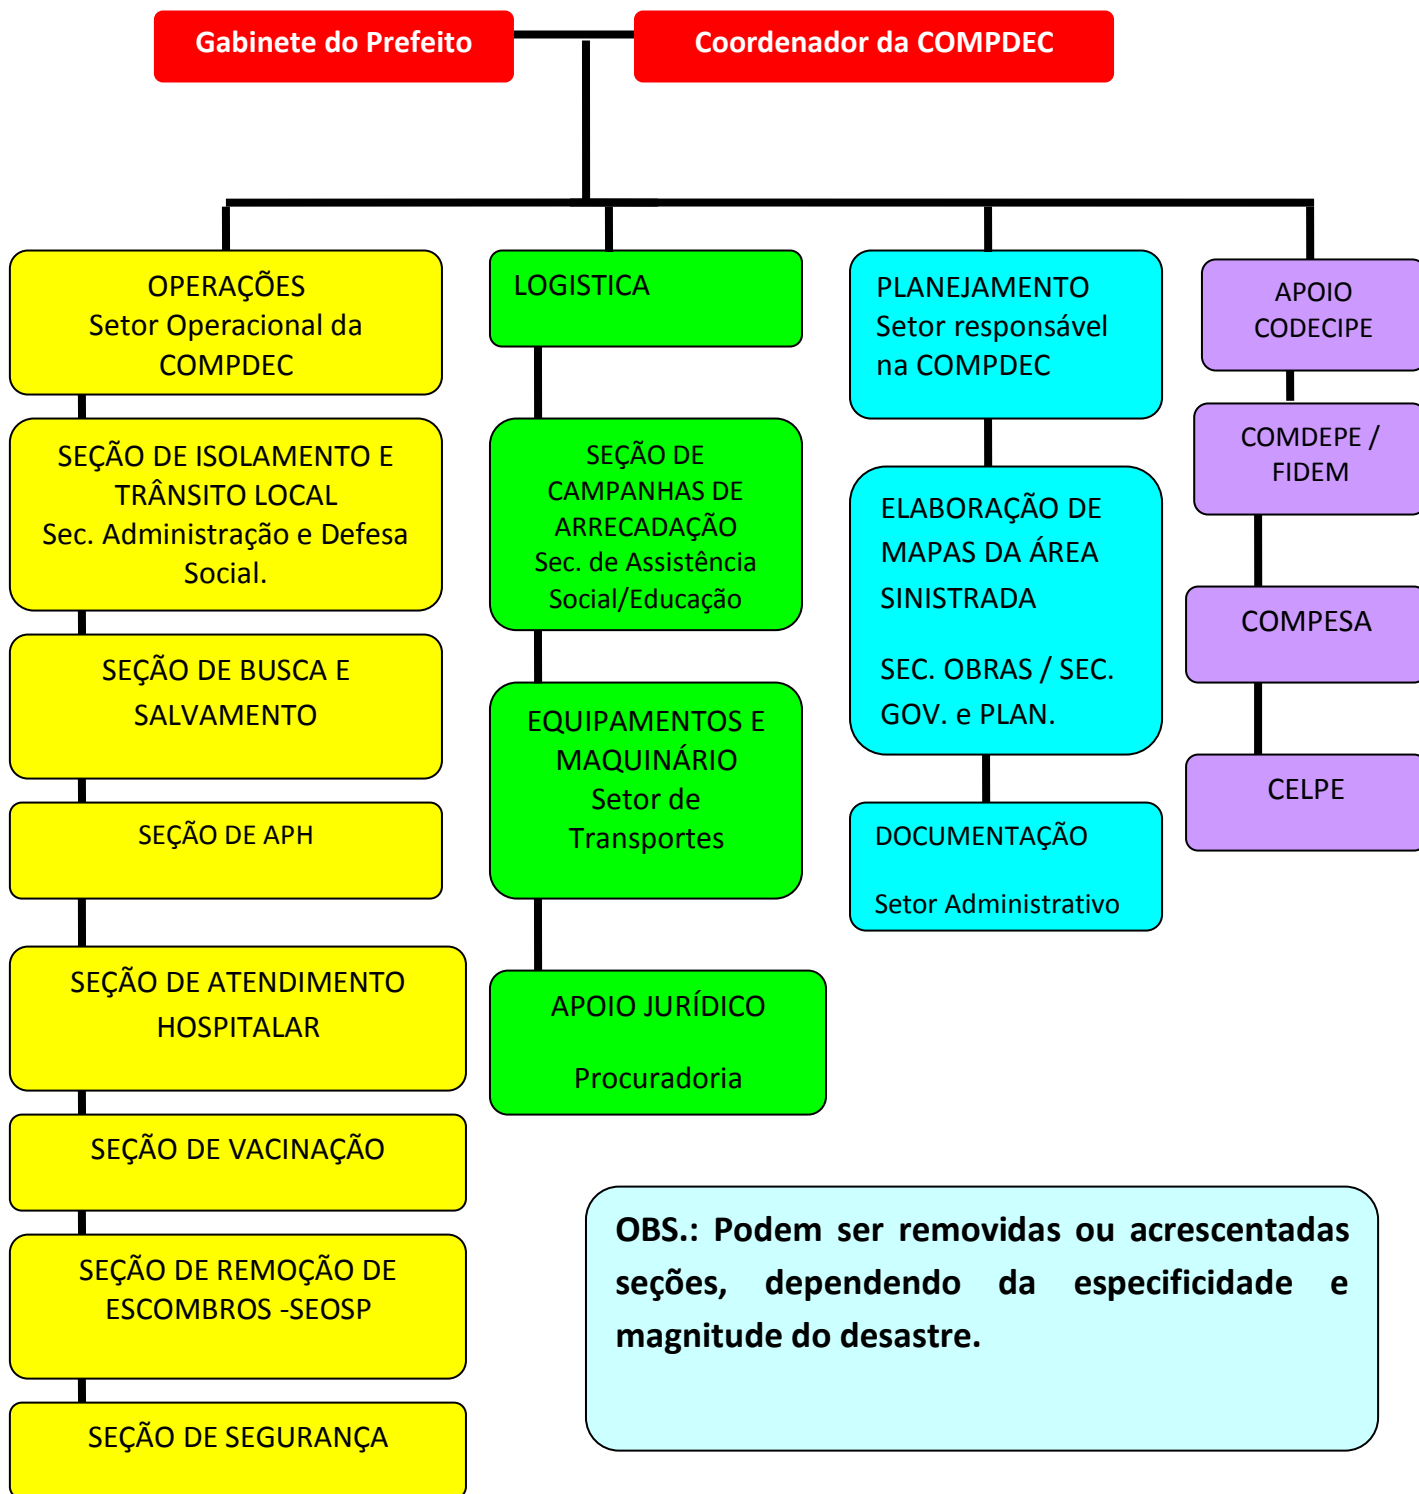 Gabinete do Prefeito
Coordenador da COMPDEC
OPERAÇÕES
Setor Operacional da
COMPDEC
SEÇÃO DE ISOLAMENTO E
TRÂNSITO LOCAL
Sec. Administração e Defesa
Social.
SEÇÃO DE BUSCA E
SALVAMENTO
SEÇÃO DE APH
SEÇÃO DE ATENDIMENTO
HOSPITALAR
SEÇÃO DE VACINAÇÃO
SEÇÃO DE REMOÇÃO DE
ESCOMBROS -SEOSP
SEÇÃO DE SEGURANÇA
LOGISTICA
SEÇÃO DE
CAMPANHAS DE
ARRECADAÇÃO
Sec. de Assistência
Social/Educação
EQUIPAMENTOS E
MAQUINÁRIO
Setor de
Transportes
APOIO JURÍDICO
Procuradoria
PLANEJAMENTO
Setor responsável
na COMPDEC
ELABORAÇÃO DE
MAPAS DA ÁREA
SINISTRADA
SEC. OBRAS / SEC.
GOV. e PLAN.
DOCUMENTAÇÃO
Setor Administrativo
APOIO
CODECIPE
COMDEPE /
FIDEM
COMPESA
CELPE
OBS.: Podem ser removidas ou acrescentadas
seções, dependendo da especificidade e
magnitude do desastre.